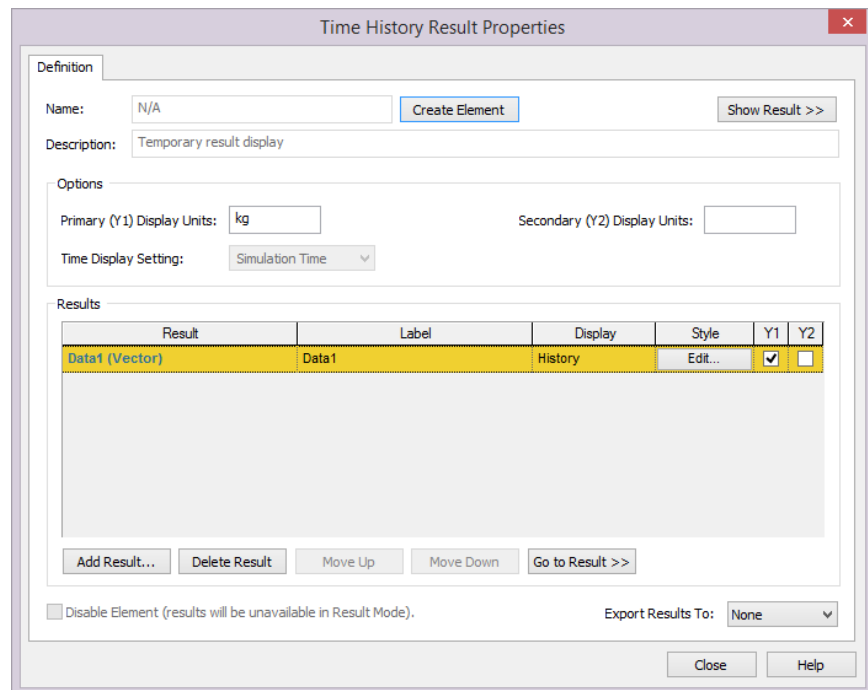 Time History Result Properties
Definition
Name: N/A Create Element Show Result >>
Description: Temporary result display
Options
Primary (Y1) Display Units: kg Secondary (Y2) Display Units:
Time Display Setting: Simulation Time
Results
Result Label Display Style Y1 Y2
Data1 (Vector) Data1 History Edit...
Add Result... Delete Result Move Up Move Down Go to Result >>
Disable Element (results will be unavailable in Result Mode). Export Results To: None
Close Help